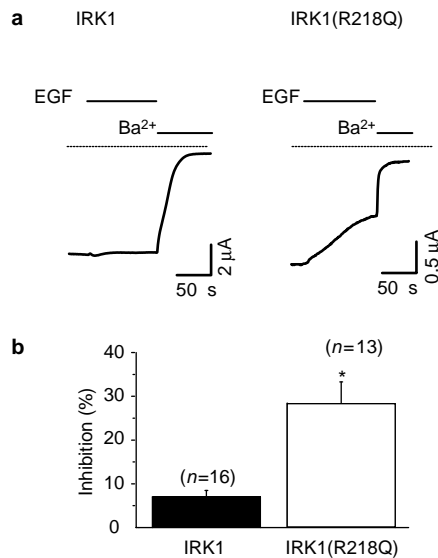 a IRK1 IRK1(R218Q)
EGF EGF
Ba2+ Ba2+
2 µA 0.5 µA
50 s 50 s
b
Inhibition (%)
40
30
20
10
0
(n=16)
(n=13)
*
IRK1 IRK1(R218Q)